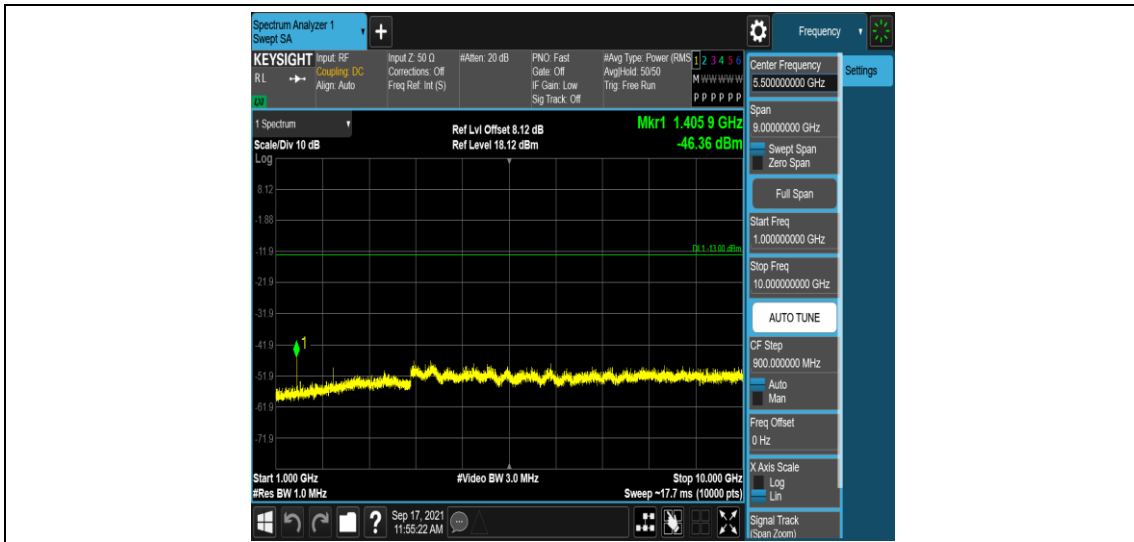 Spectrum Analyzer 1
Swept SA
+
Frequency
KEYSIGHT
RL
LXI
Input: RF
Coupling: DC
Align: Auto
Input Z: 50 Ω
Corrections: Off
Freq Ref: Int (S)
#Atten: 20 dB
PNO: Fast
Gate: Off
IF Gain: Low
Sig Track: Off
#Avg Type: Power (RMS
Avg|Hold: 50/50
Trig: Free Run
1 2 3 4 5 6
M W W W W W
P P P P P P
1 Spectrum
Scale/Div 10 dB
Log
Ref Lvl Offset 8.12 dB
Ref Level 18.12 dBm
Mkr1 1.405 9 GHz
-46.36 dBm
8.12
-1.88
-11.9
DL1 -13.00 dBm
-21.9
-31.9
-41.9
1
-51.9
-61.9
-71.9
Start 1.000 GHz
#Res BW 1.0 MHz
#Video BW 3.0 MHz
Stop 10.000 GHz
Sweep ~17.7 ms (10000 pts)
?
Sep 17, 2021
11:55:22 AM
Center Frequency
5.500000000 GHz
Settings
Span
9.00000000 GHz
Swept Span
Zero Span
Full Span
Start Freq
1.000000000 GHz
Stop Freq
10.000000000 GHz
AUTO TUNE
CF Step
900.000000 MHz
Auto
Man
Freq Offset
0 Hz
X Axis Scale
Log
Lin
Signal Track
(Span Zoom)